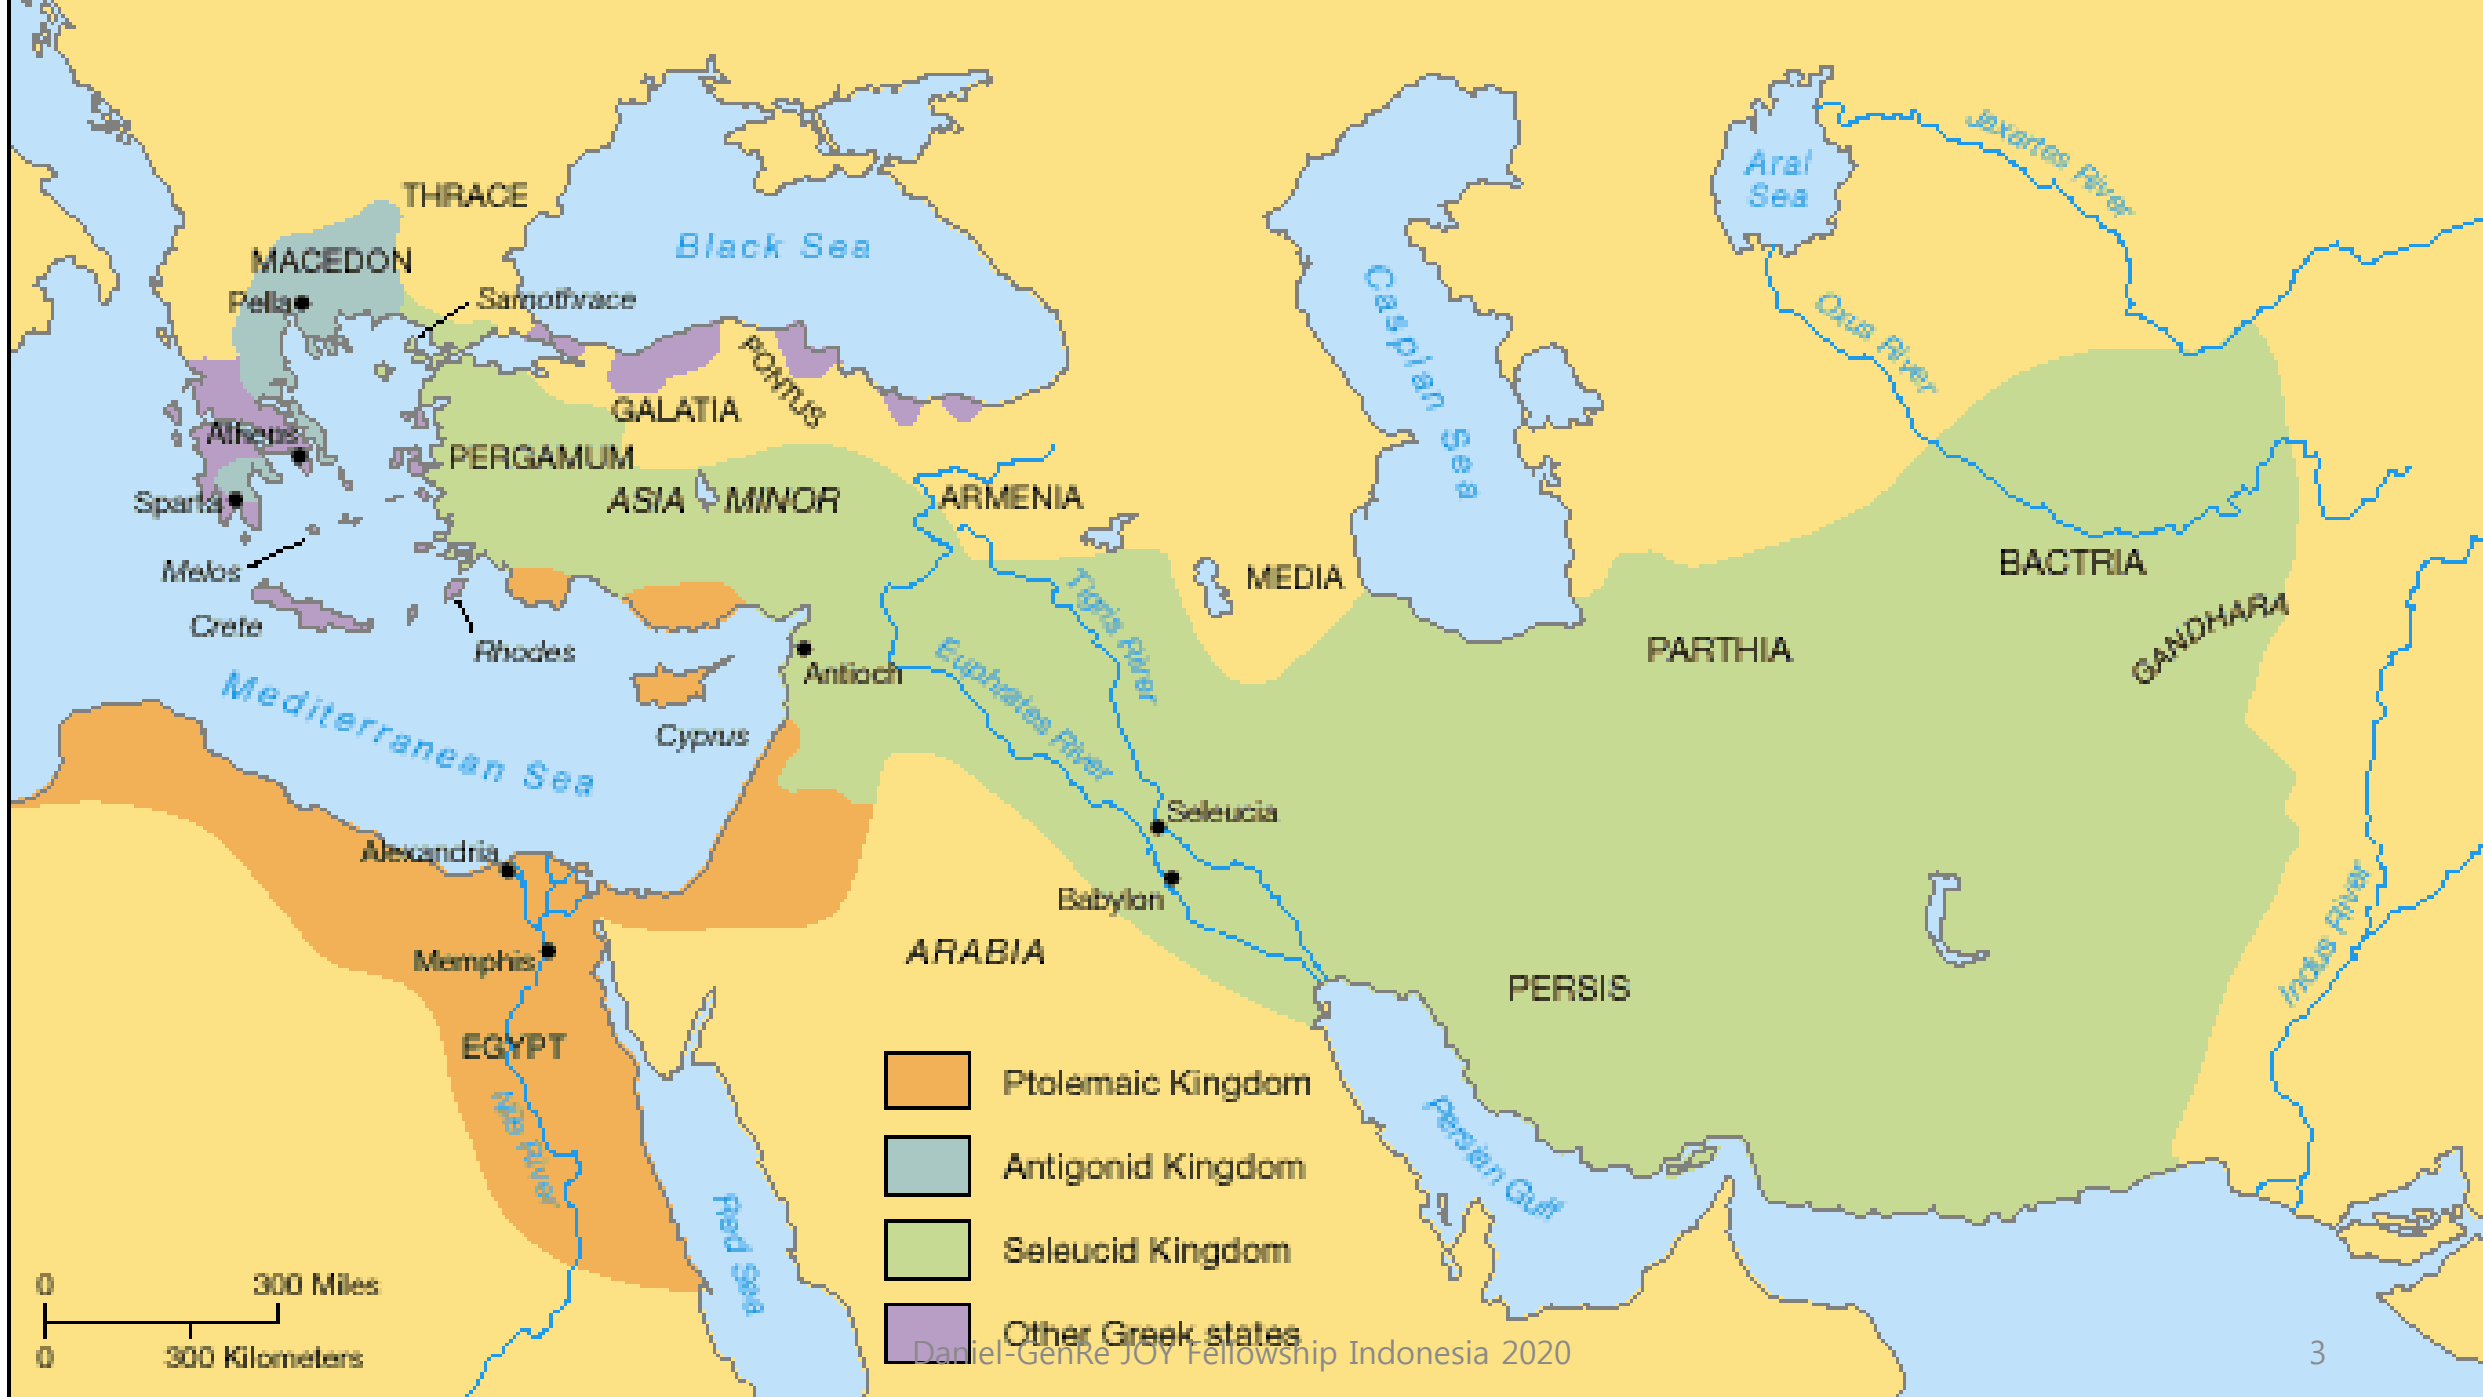 Jaxartes River
Aral
Sea
THRACE
Black Sea
MACEDON
Caspian Sea
Pella
Samothrace
Oxus River
PONTUS
GALATIA
Athens
PERGAMUM
ASIA MINOR
ARMENIA
Sparta
BACTRIA
Melos
MEDIA
Tigris River
GANDHARA
Crete
Rhodes
PARTHIA
Euphrates River
Antioch
Mediterranean Sea
Cyprus
Seleucia
Alexandria
Babylon
Indus River
Memphis
ARABIA
PERSIS
EGYPT
Ptolemaic Kingdom
Nile River
Persian Gulf
Antigonid Kingdom
Red Sea
Seleucid Kingdom
0 300 Miles
Other Greek states
0 300 Kilometers
Daniel-GenRe JOY Fellowship Indonesia 2020
3